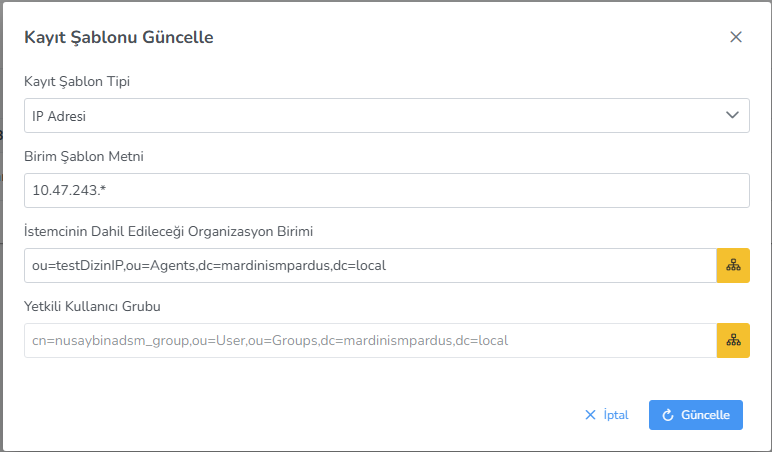 Kayıt Şablonu Güncelle
Kayıt Şablon Tipi
IP Adresi
Birim Şablon Metni
10.47.243.*
İstemcinin Dahil Edileceği Organizasyon Birimi
ou=testDizinIP,ou=Agents,dc=mardinismpardus,dc=local
Yetkili Kullanıcı Grubu
cn=nusaybinadsm_group,ou=User,ou=Groups,dc=mardinismpardus,dc=local
İptal
Güncelle